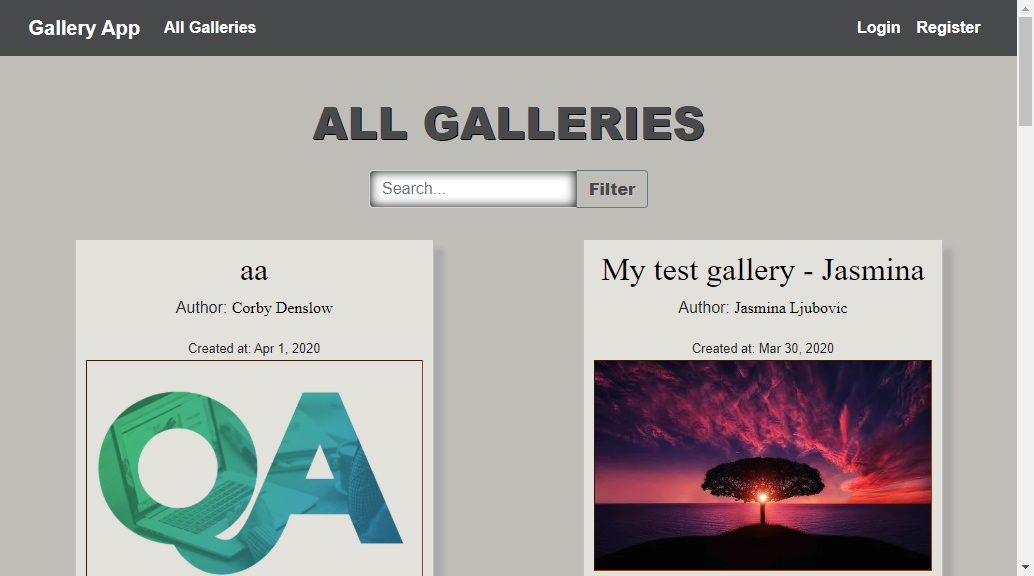 Gallery App All Galleries Login Register
ALL GALLERIES
Search... Filter
aa
Author: Corby Denslow
Created at: Apr 1, 2020
QA
My test gallery - Jasmina
Author: Jasmina Ljubovic
Created at: Mar 30, 2020